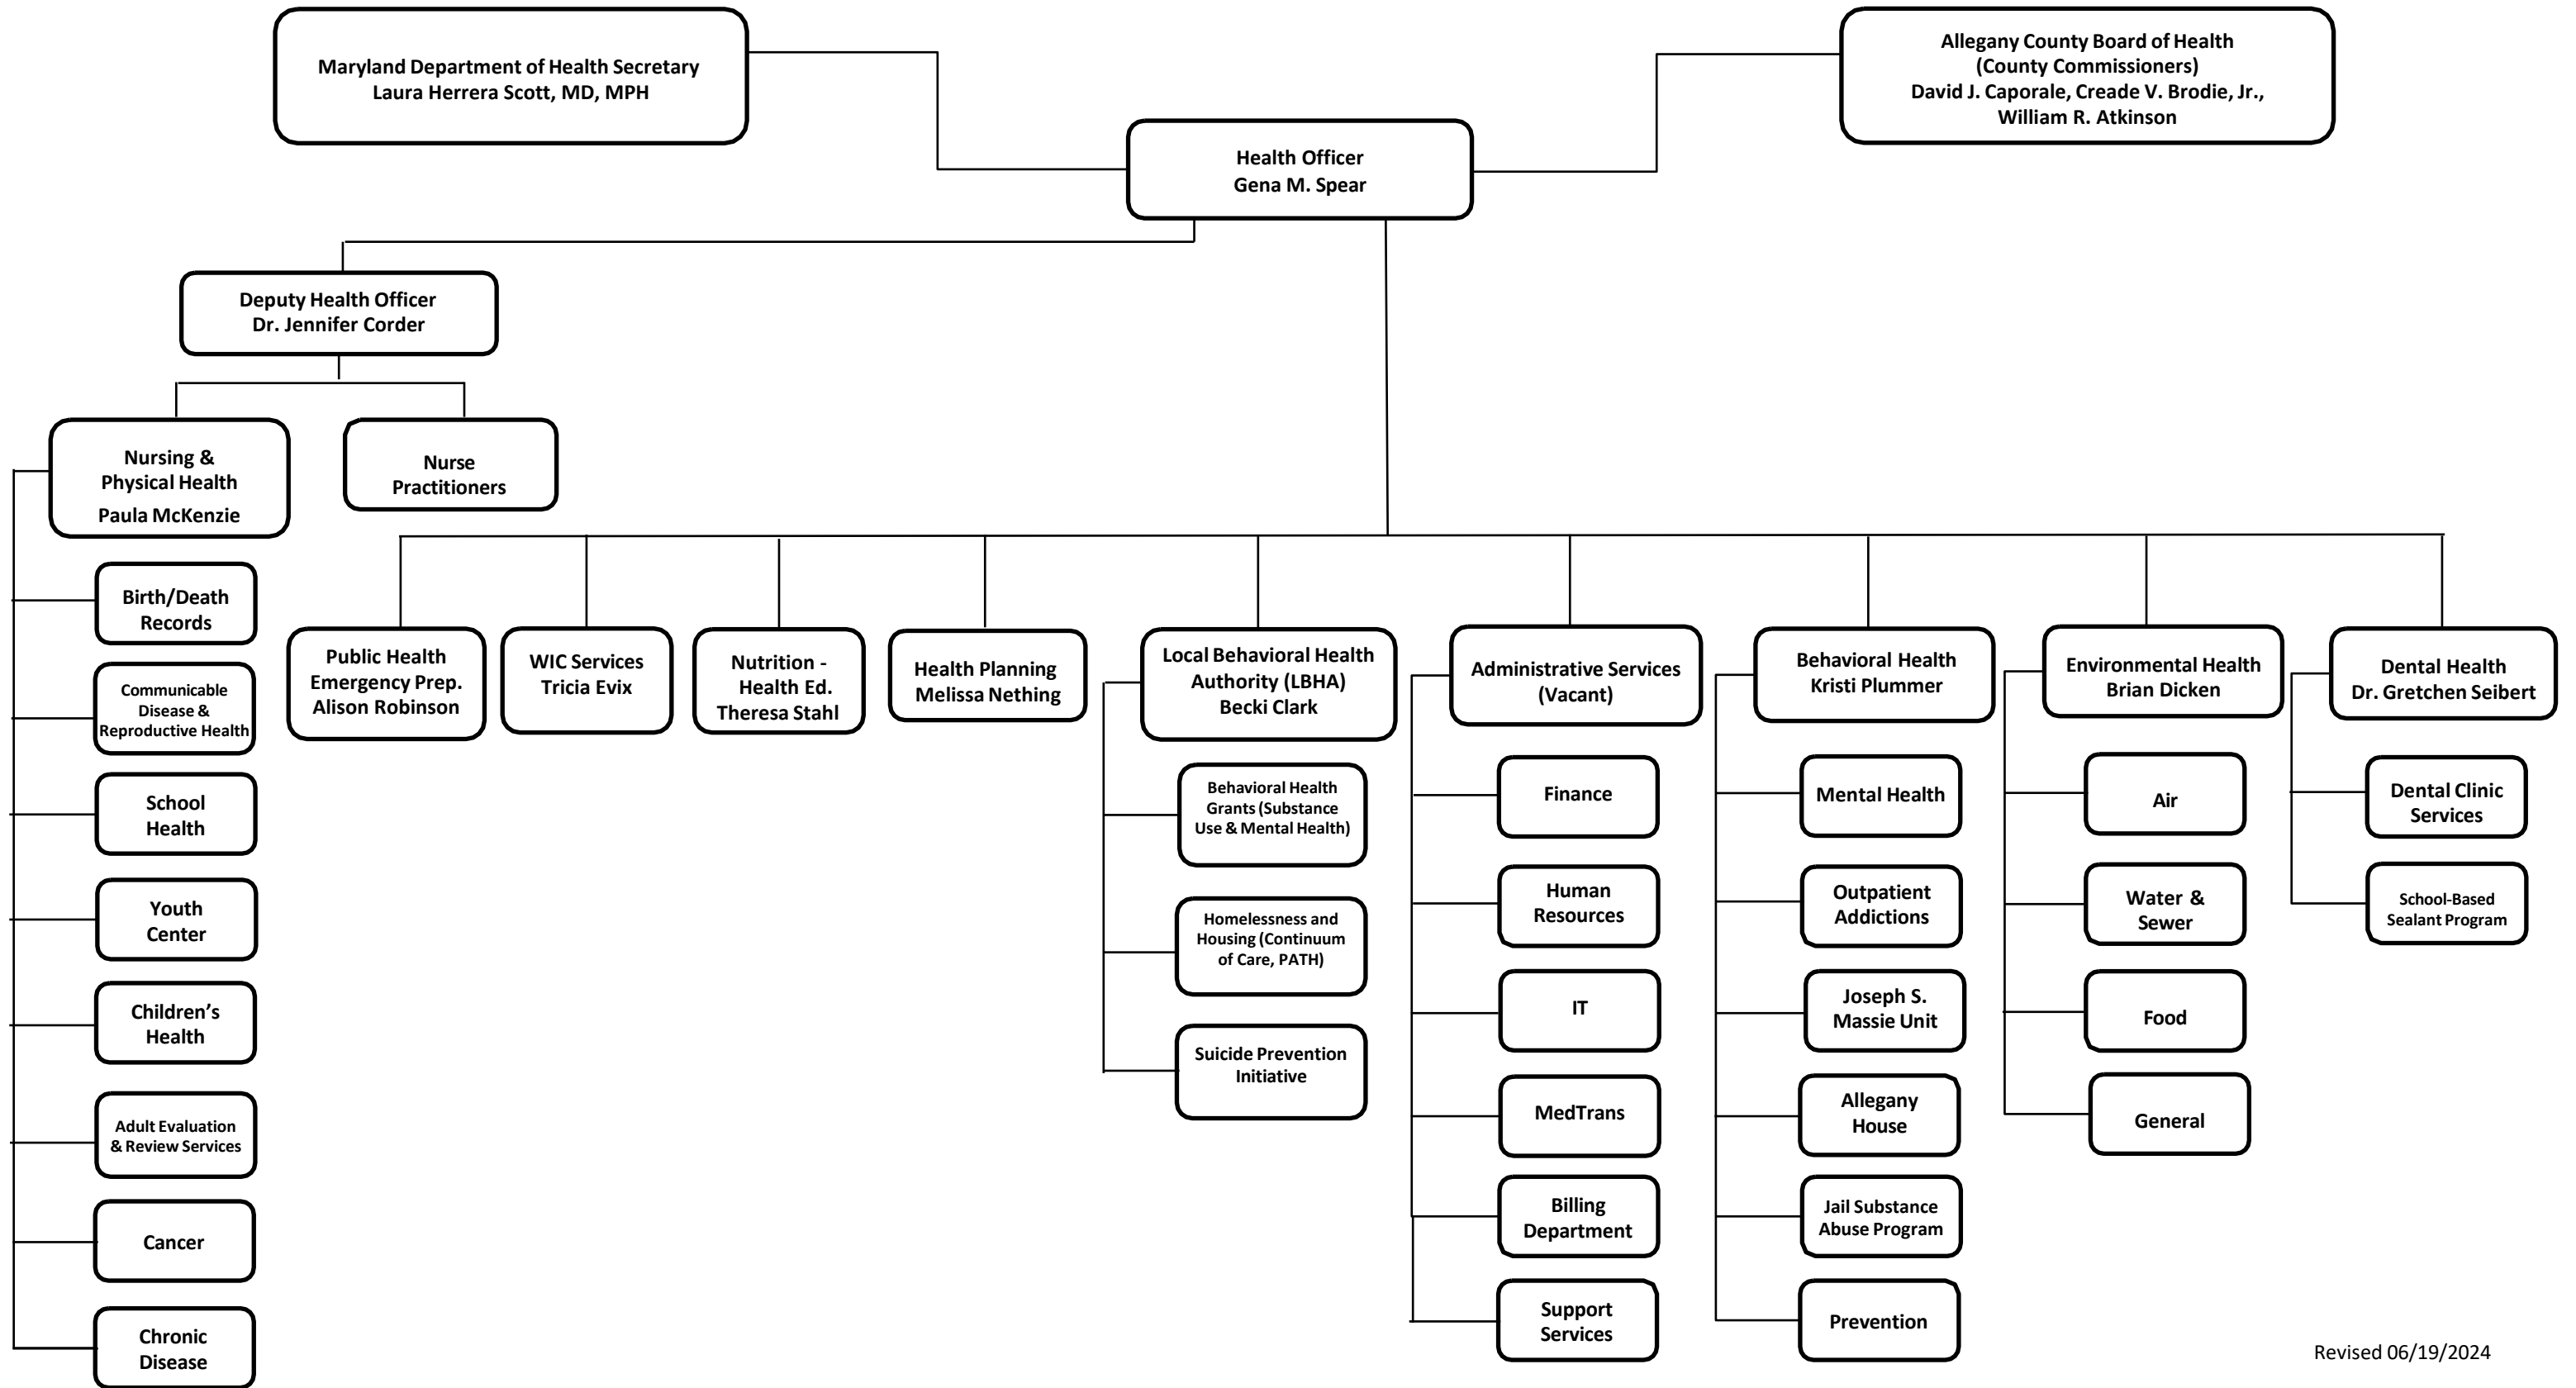 Maryland Department of Health Secretary
Laura Herrera Scott, MD, MPH
Allegany County Board of Health
(County Commissioners)
David J. Caporale, Creade V. Brodie, Jr.,
William R. Atkinson
Health Officer
Gena M. Spear
Deputy Health Officer
Dr. Jennifer Corder
Nursing &
Physical Health
Paula McKenzie
Nurse
Practitioners
Birth/Death
Records
Communicable
Disease &
Reproductive Health
School
Health
Youth
Center
Children’s
Health
Adult Evaluation
& Review Services
Cancer
Chronic
Disease
Public Health
Emergency Prep.
Alison Robinson
WIC Services
Tricia Evix
Nutrition -
Health Ed.
Theresa Stahl
Health Planning
Melissa Nething
Local Behavioral Health
Authority (LBHA)
Becki Clark
Behavioral Health
Grants (Substance
Use & Mental Health)
Homelessness and
Housing (Continuum
of Care, PATH)
Suicide Prevention
Initiative
Administrative Services
(Vacant)
Finance
Human
Resources
IT
MedTrans
Billing
Department
Support
Services
Behavioral Health
Kristi Plummer
Mental Health
Outpatient
Addictions
Joseph S.
Massie Unit
Allegany
House
Jail Substance
Abuse Program
Prevention
Environmental Health
Brian Dicken
Air
Water &
Sewer
Food
General
Dental Health
Dr. Gretchen Seibert
Dental Clinic
Services
School-Based
Sealant Program
Revised 06/19/2024